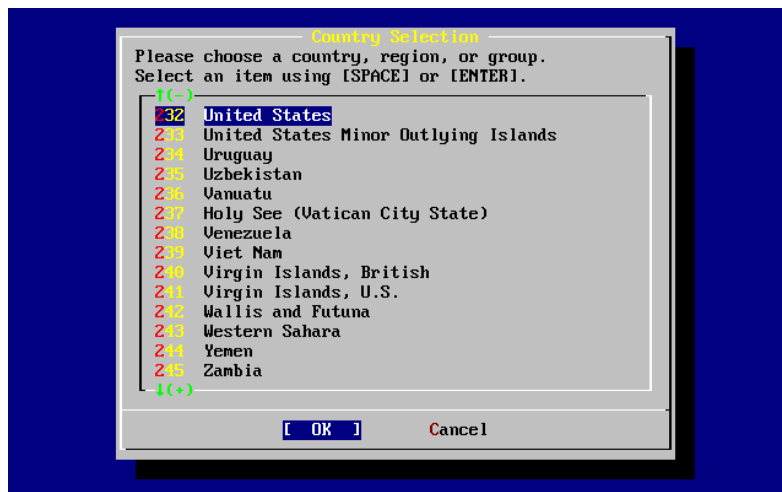 Country Selection
Please choose a country, region, or group.
Select an item using [SPACE] or [ENTER].
↑(-)
232 United States
233 United States Minor Outlying Islands
234 Uruguay
235 Uzbekistan
236 Vanuatu
237 Holy See (Vatican City State)
238 Venezuela
239 Viet Nam
240 Virgin Islands, British
241 Virgin Islands, U.S.
242 Wallis and Futuna
243 Western Sahara
244 Yemen
245 Zambia
↓(+)
[ OK ] Cancel